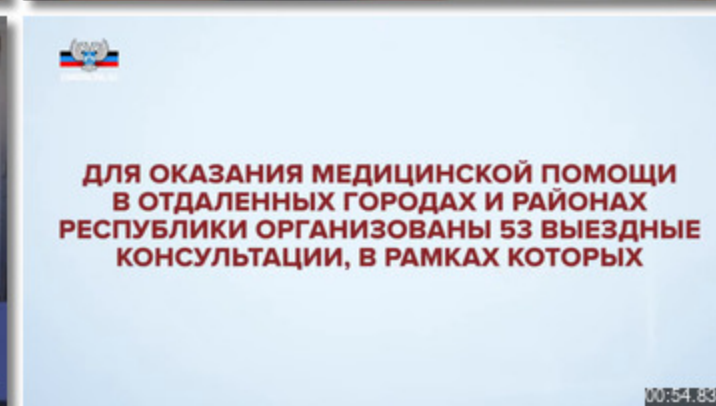 ДЛЯ ОКАЗАНИЯ МЕДИЦИНСКОЙ ПОМОЩИ
В ОТДАЛЕННЫХ ГОРОДАХ И РАЙОНАХ
РЕСПУБЛИКИ ОРГАНИЗОВАНЫ 53 ВЫЕЗДНЫЕ
КОНСУЛЬТАЦИИ, В РАМКАХ КОТОРЫХ
00:54.83